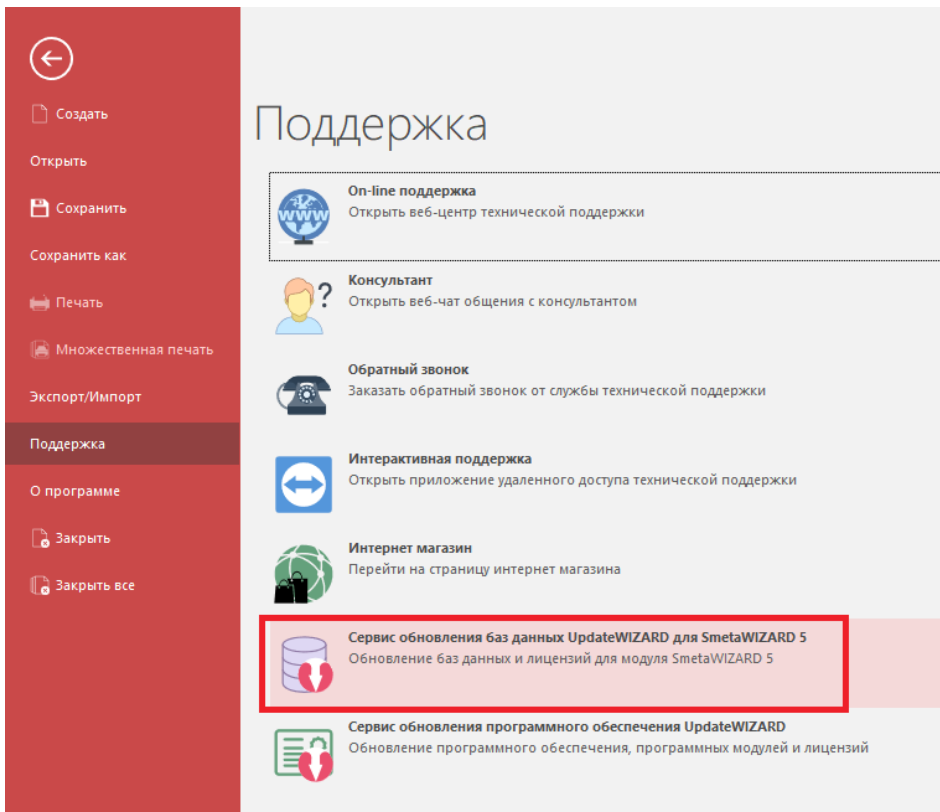 Создать
Открыть
Сохранить
Сохранить как
Печать
Множественная печать
Экспорт/Импорт
Поддержка
О программе
Закрыть
Закрыть все
Поддержка
www
On-line поддержка
Открыть веб-центр технической поддержки
?
Консультант
Открыть веб-чат общения с консультантом
Обратный звонок
Заказать обратный звонок от службы технической поддержки
Интерактивная поддержка
Открыть приложение удаленного доступа технической поддержки
Интернет магазин
Перейти на страницу интернет магазина
Сервис обновления баз данных UpdateWIZARD для SmetaWIZARD 5
Обновление баз данных и лицензий для модуля SmetaWIZARD 5
Сервис обновления программного обеспечения UpdateWIZARD
Обновление программного обеспечения, программных модулей и лицензий